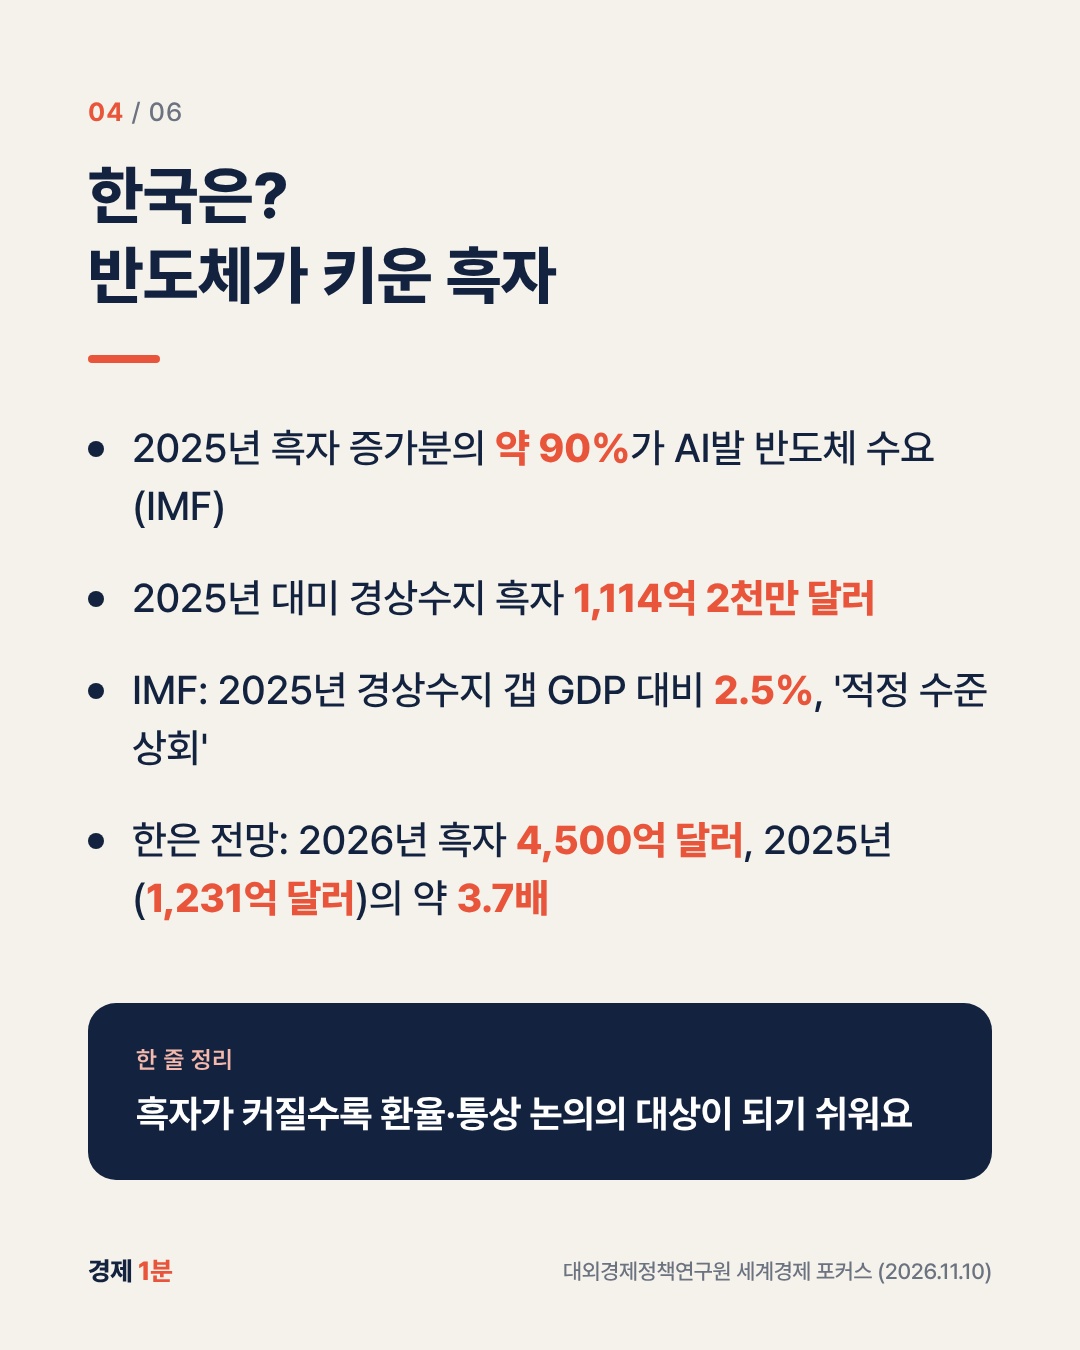 04 / 06
한국은?
반도체가 키운 흑자
2025년 흑자 증가분의 약 90%가 AI발 반도체 수요
(IMF)
2025년 대미 경상수지 흑자 1,114억 2천만 달러
IMF: 2025년 경상수지 갭 GDP 대비 2.5%, '적정 수준
상회'
한은 전망: 2026년 흑자 4,500억 달러, 2025년
(1,231억 달러)의 약 3.7배
한 줄 정리
흑자가 커질수록 환율·통상 논의의 대상이 되기 쉬워요
경제 1분
대외경제정책연구원 세계경제 포커스 (2026.11.10)